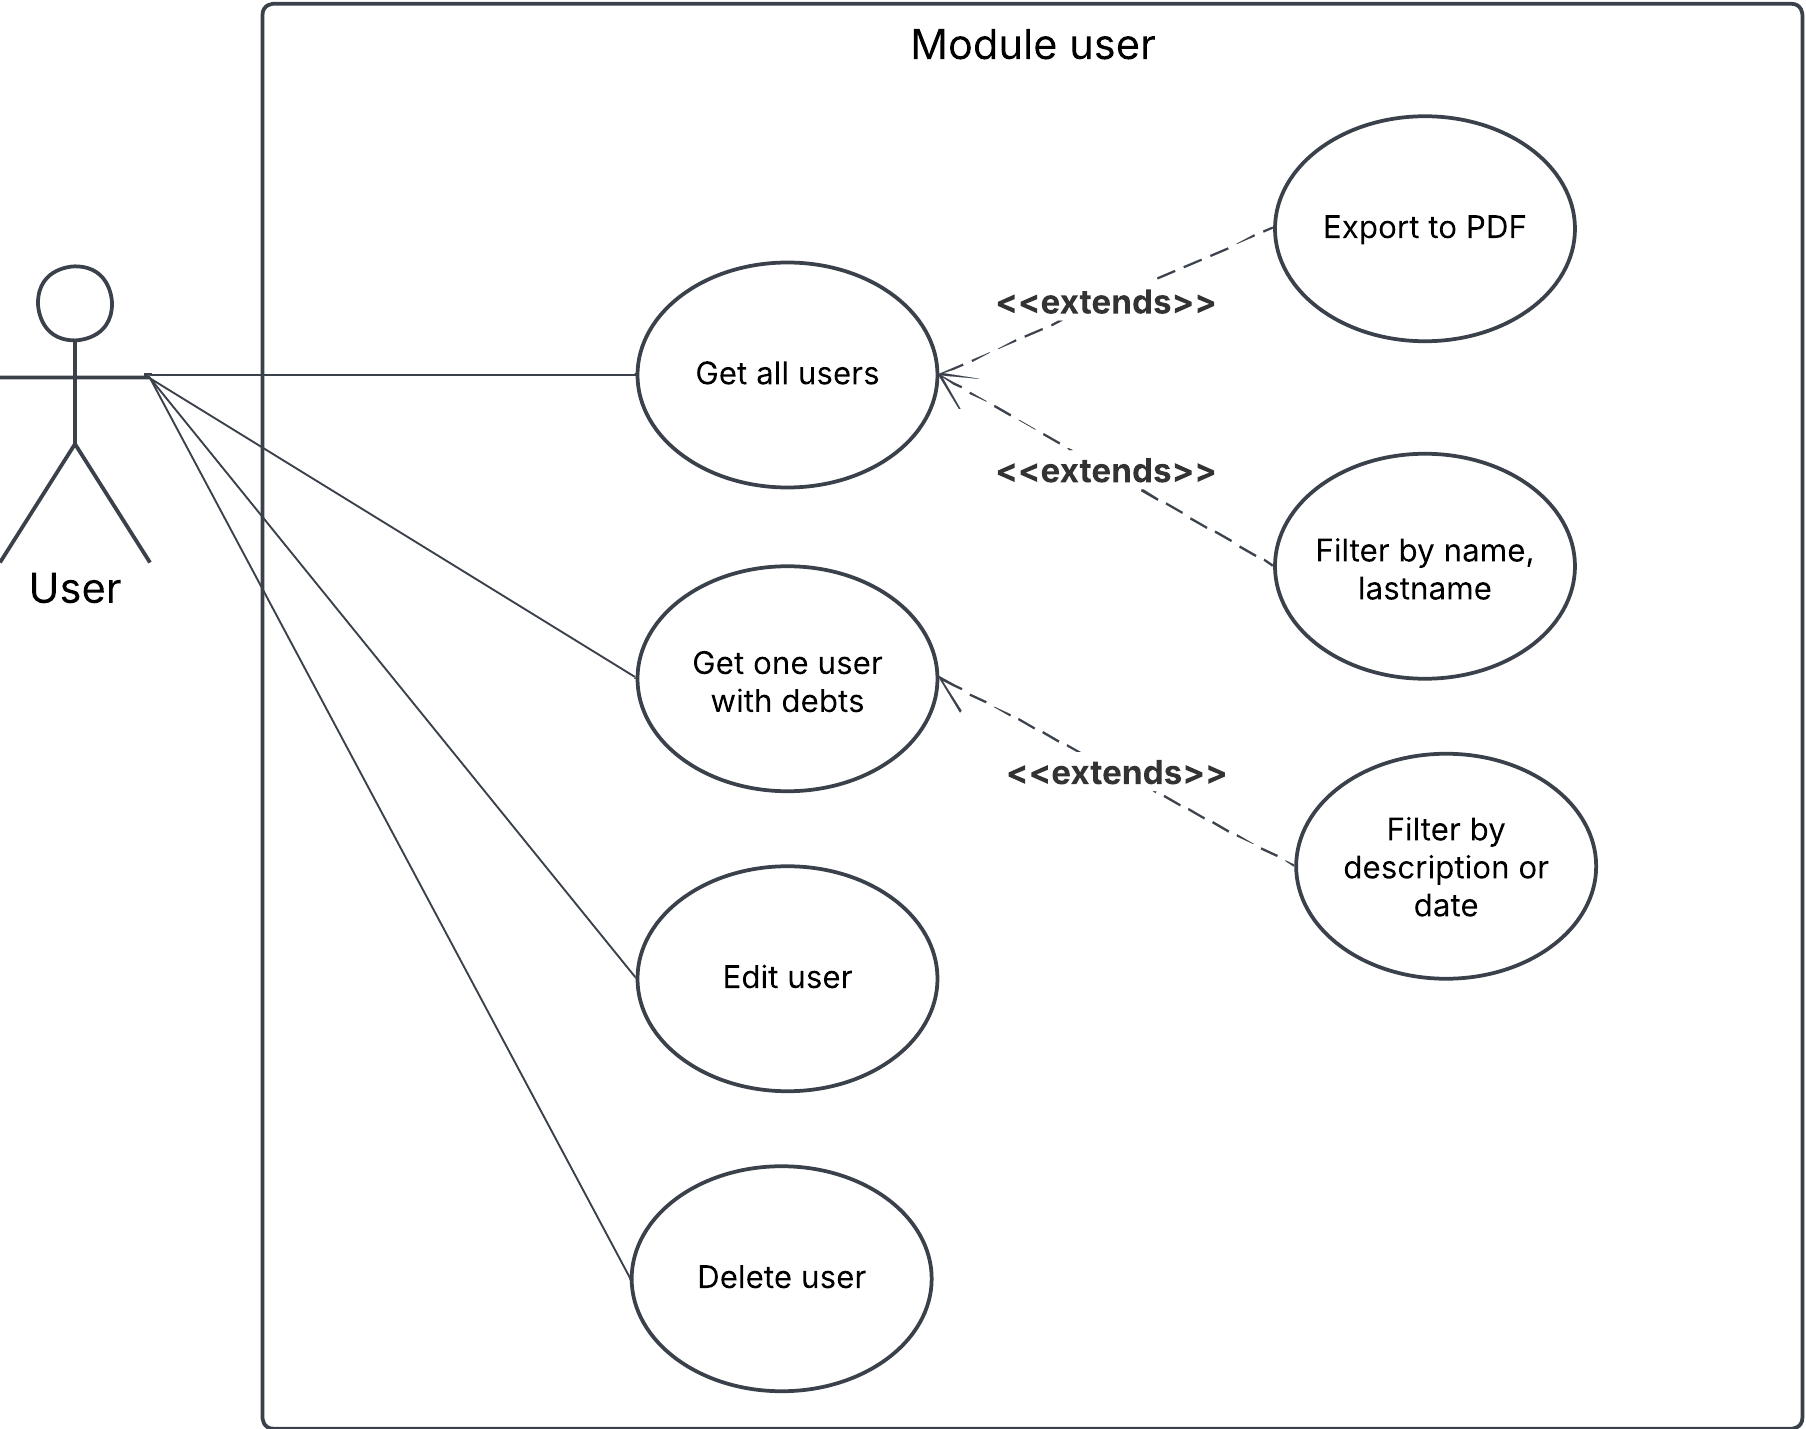 Module user
Export to PDF
<<extends>>
Get all users
<<extends>>
Filter by name,
lastname
User
Get one user
with debts
<<extends>>
Filter by
description or
date
Edit user
Delete user